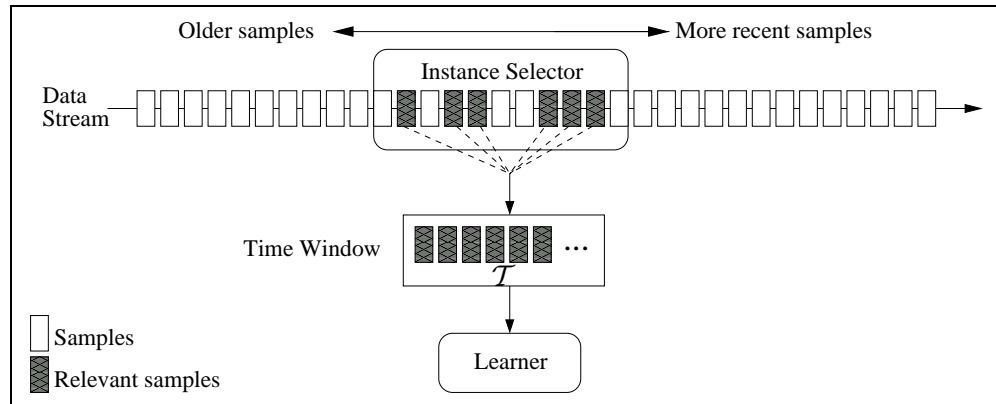 Older samples
More recent samples
Instance Selector
Data
Stream
Time Window
...
𝒯
Learner
Samples
Relevant samples